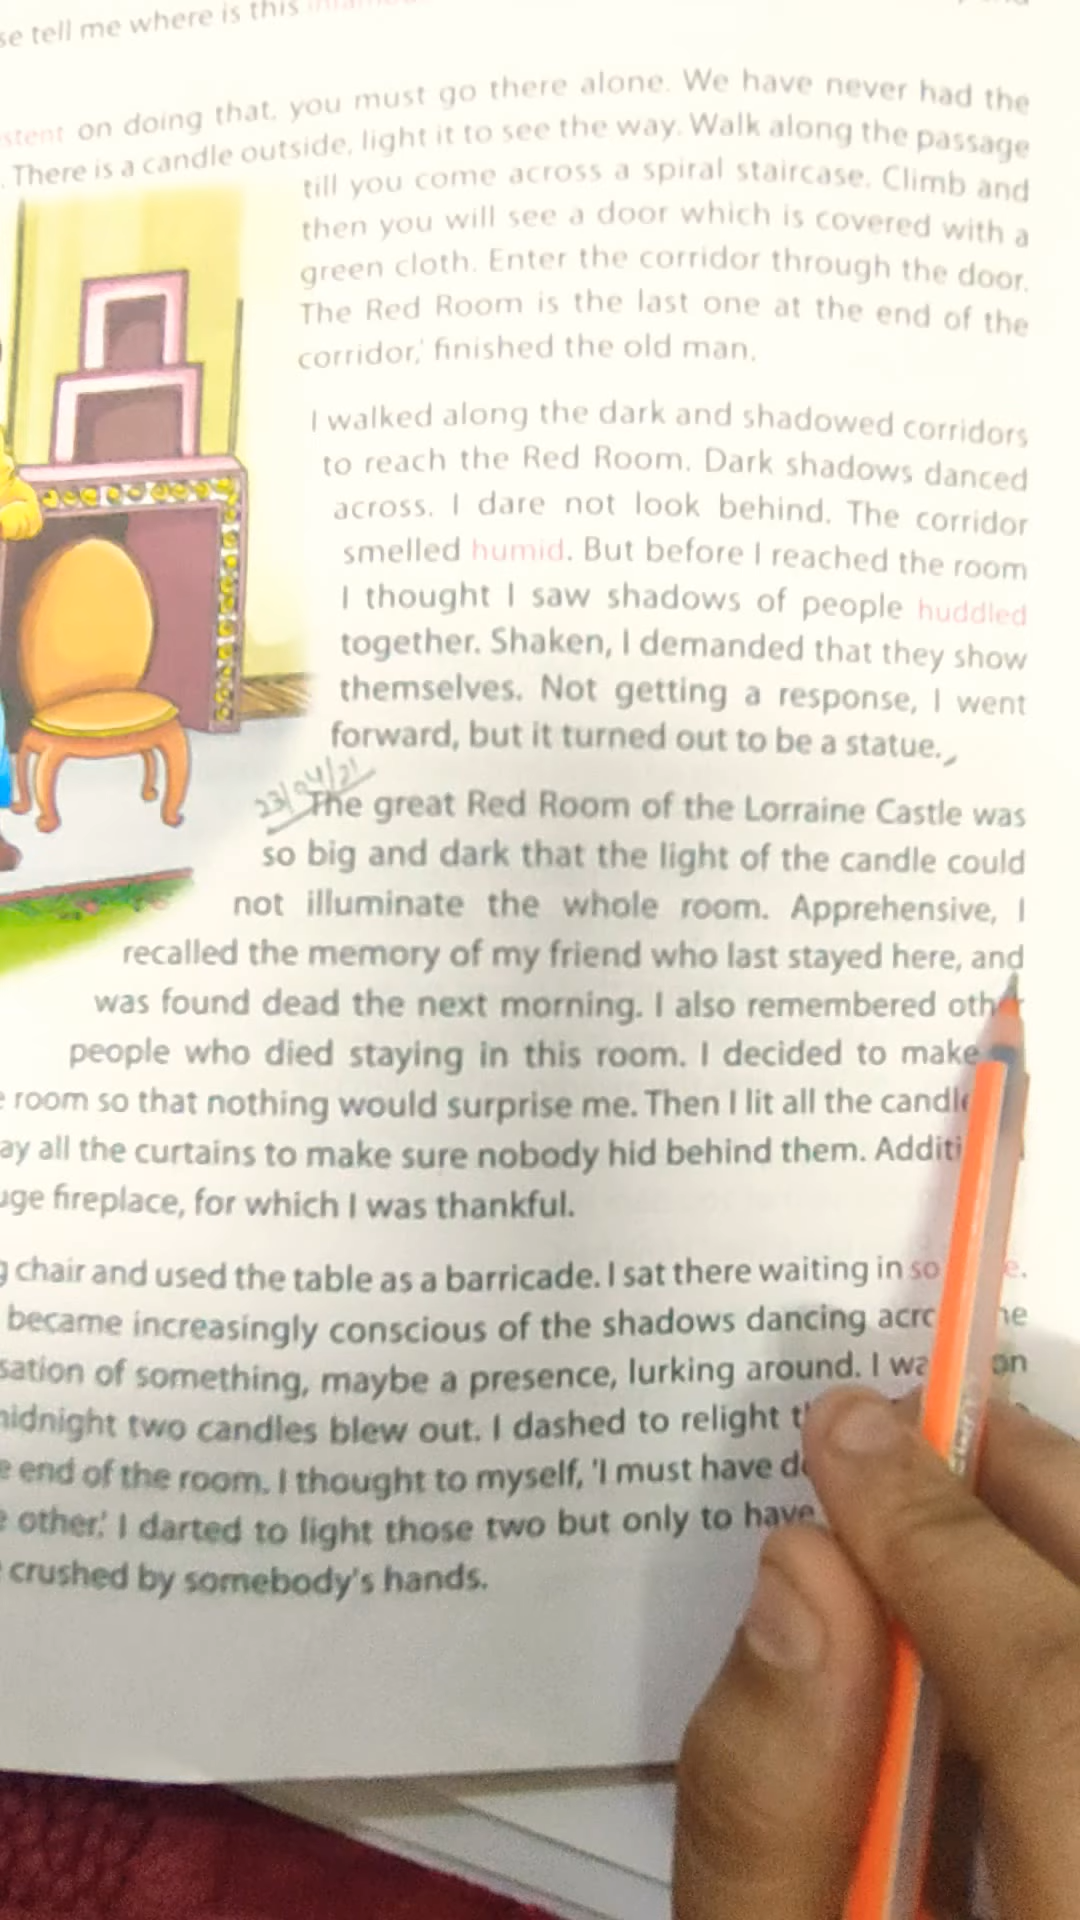 se tell me where is this
stent on doing that, you must go there alone. We have never had the
. There is a candle outside, light it to see the way. Walk along the passage
till you come across a spiral staircase. Climb and
then you will see a door which is covered with a
green cloth. Enter the corridor through the door.
The Red Room is the last one at the end of the
corridor,' finished the old man.
I walked along the dark and shadowed corridors
to reach the Red Room. Dark shadows danced
across. I dare not look behind. The corridor
smelled humid. But before I reached the room
I thought I saw shadows of people huddled
together. Shaken, I demanded that they show
themselves. Not getting a response, I went
forward, but it turned out to be a statue.
23/04/21
The great Red Room of the Lorraine Castle was
so big and dark that the light of the candle could
not illuminate the whole room. Apprehensive, I
recalled the memory of my friend who last stayed here, and
was found dead the next morning. I also remembered oth
people who died staying in this room. I decided to make
e room so that nothing would surprise me. Then I lit all the candle
ay all the curtains to make sure nobody hid behind them. Additi
uge fireplace, for which I was thankful.
g chair and used the table as a barricade. I sat there waiting in so e.
became increasingly conscious of the shadows dancing acro he
sation of something, maybe a presence, lurking around. I wa on
nidnight two candles blew out. I dashed to relight t
e end of the room. I thought to myself, 'I must have d
e other.' I darted to light those two but only to have
crushed by somebody's hands.